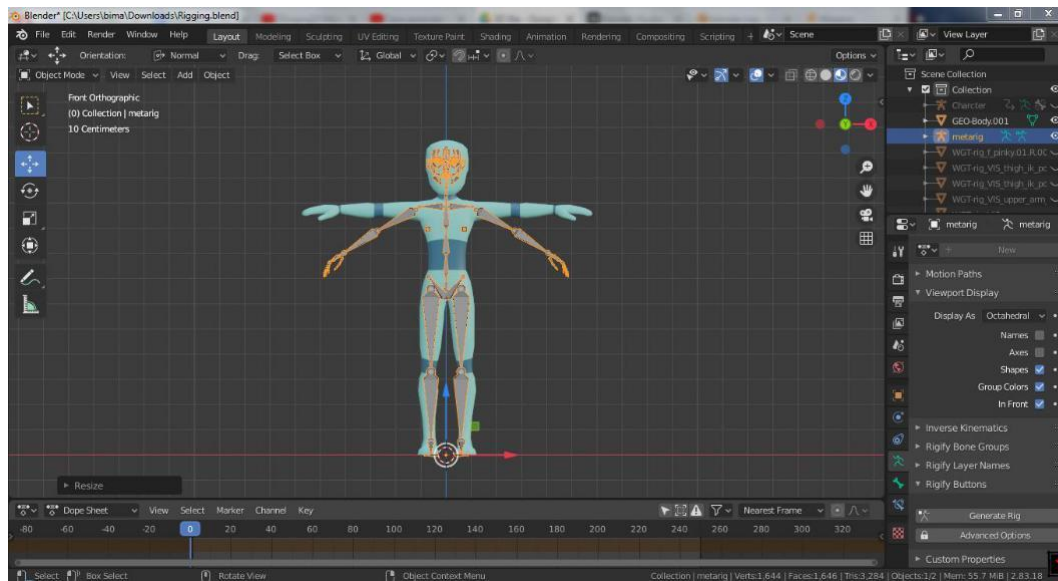 Blender* [C:\Users\bima\Downloads\Rigging.blend]
File Edit Render Window Help Layout Modeling Sculpting UV Editing Texture Paint Shading Animation Rendering Compositing Scripting + Scene View Layer
Orientation: Normal Drag: Select Box Global Options
Object Mode View Select Add Object
Front Orthographic
(0) Collection | metarig
10 Centimeters
Resize
Scene Collection
Collection
Charcter
GEO-Body.001
metarig
WGT-rig_f_pinky.01.R.00
WGT-rig_VIS_thigh_ik_pc
WGT-rig_VIS_thigh_ik_pc
WGT-rig_VIS_upper_arm_
metarig metarig
+ New
Motion Paths
Viewport Display
Display As Octahedral
Names
Axes
Shapes
Group Colors
In Front
Inverse Kinematics
Rigify Bone Groups
Rigify Layer Names
Rigify Buttons
Generate Rig
Advanced Options
Custom Properties
Dope Sheet View Select Marker Channel Key Nearest Frame
-80 -60 -40 -20 0 20 40 60 80 100 120 140 160 180 200 220 240 260 280 300 320
Select Box Select Rotate View Object Context Menu Collection | metarig | Verts:1,644 | Faces:1,646 | Tris:3,284 | Objects:1/2 | Mem: 55.7 MiB | 2.83.18